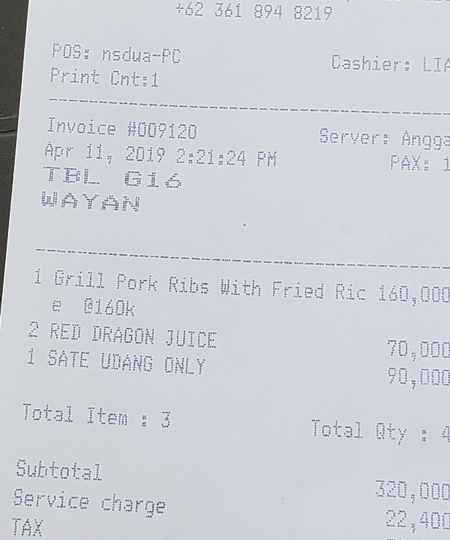 +62 361 894 8219
POS: nsdua-PC Cashier: LIA
Print Cnt:1
Invoice #009120 Server: Angga
Apr 11, 2019 2:21:24 PM PAX: 1
TBL G16
WAYAN
1 Grill Pork Ribs With Fried Ric 160,000
e @160k
2 RED DRAGON JUICE 70,000
1 SATE UDANG ONLY 90,000
Total Item : 3 Total Qty : 4
Subtotal 320,000
Service charge 22,400
TAX